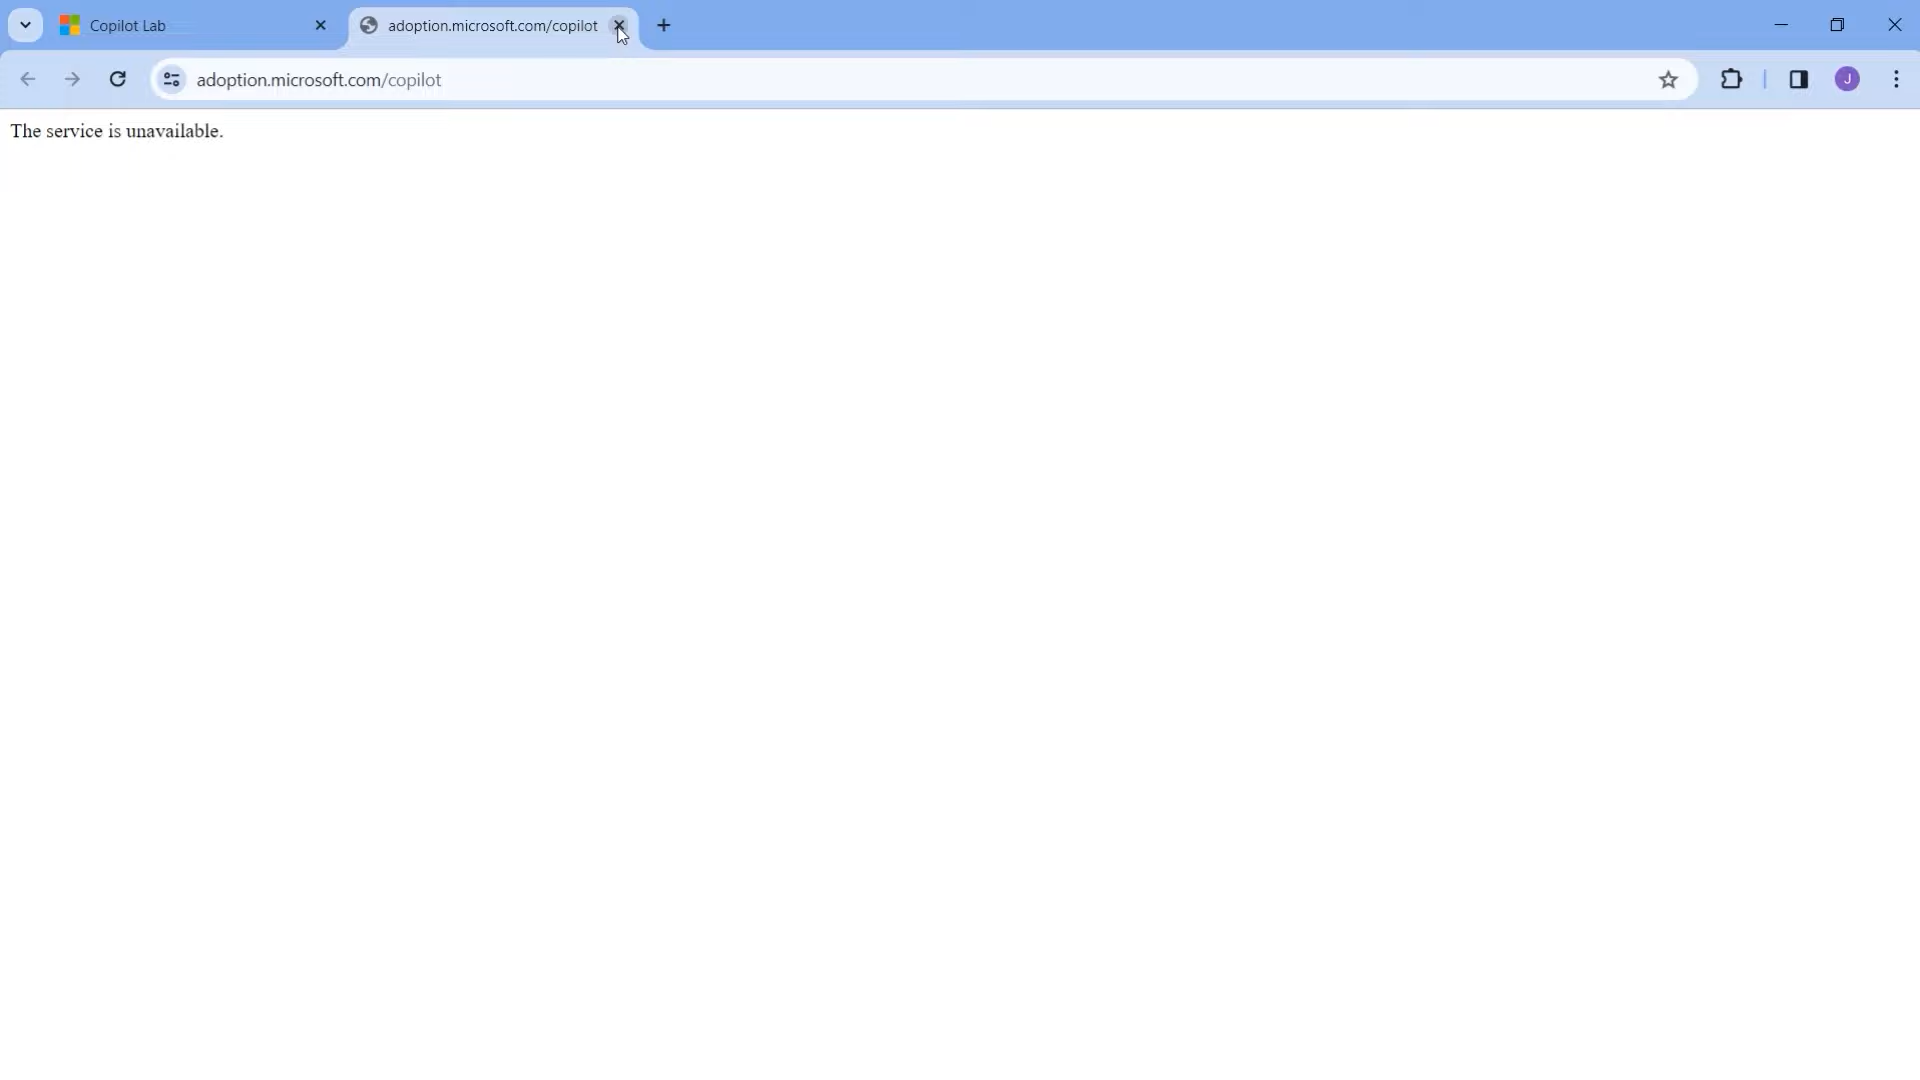 Copilot Lab
adoption.microsoft.com/copilot
adoption.microsoft.com/copilot
J
The service is unavailable.